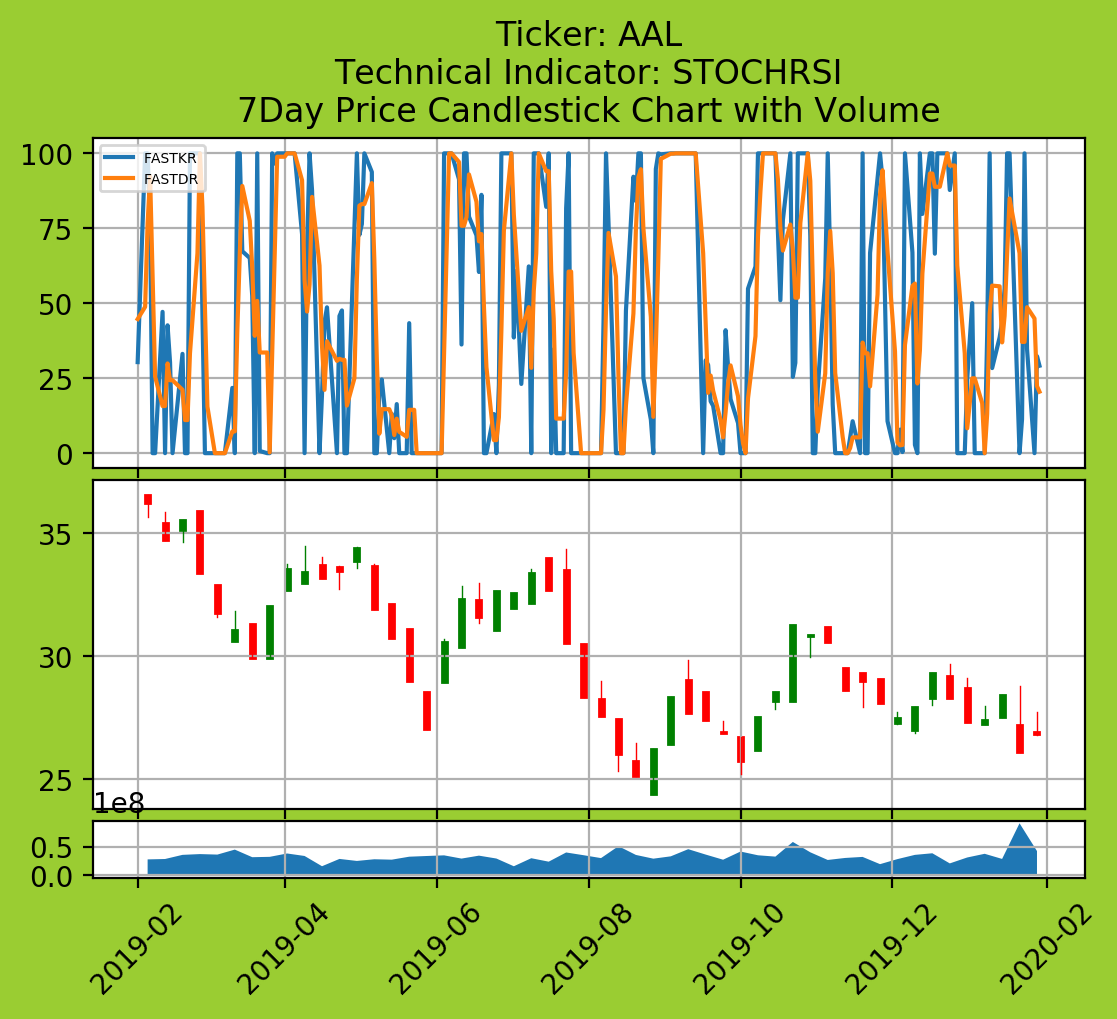 Ticker: AAL
Technical Indicator: STOCHRSI
7Day Price Candlestick Chart with Volume
100
75
50
25
0
FASTKR
FASTDR
35
30
25
1e8
0.5
0.0
2019-02
2019-04
2019-06
2019-08
2019-10
2019-12
2020-02